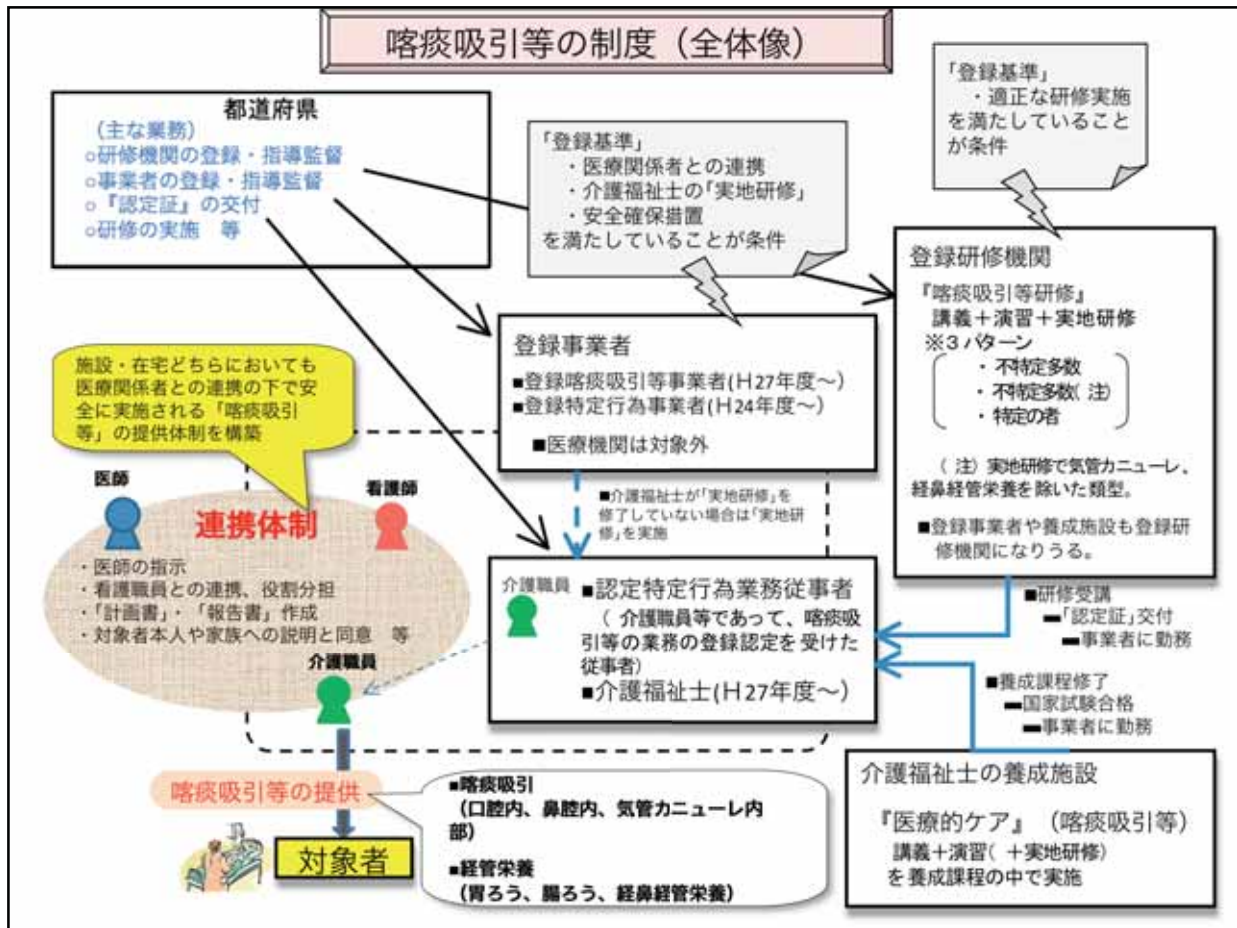 喀痰吸引等の制度（全体像）
都道府県
（主な業務）
○研修機関の登録・指導監督
○事業者の登録・指導監督
○『認定証』の交付
○研修の実施　等
「登録基準」
・医療関係者との連携
・介護福祉士の「実地研修」
・安全確保措置
を満たしていることが条件
「登録基準」
・適正な研修実施
を満たしていること
が条件
登録研修機関
『喀痰吸引等研修』
講義＋演習＋実地研修
※３パターン
・不特定多数
・不特定多数（注）
・特定の者
（注）実地研修で気管カニューレ、
経鼻経管栄養を除いた類型。
■登録事業者や養成施設も登録研
修機関になりうる。
登録事業者
■登録喀痰吸引等事業者(Ｈ27年度～)
■登録特定行為事業者(Ｈ24年度～)
■医療機関は対象外
施設・在宅どちらにおいても
医療関係者との連携の下で安
全に実施される「喀痰吸引
等」の提供体制を構築
医師
看護師
連携体制
・医師の指示
・看護職員との連携、役割分担
・「計画書」・「報告書」作成
・対象者本人や家族への説明と同意　等
介護職員
■介護福祉士が「実地研修」を
修了していない場合は「実地研
修」を実施
介護職員
■認定特定行為業務従事者
（介護職員等であって、喀痰吸
引等の業務の登録認定を受けた
従事者）
■介護福祉士(Ｈ27年度～)
■研修受講
━「認定証」交付
━事業者に勤務
■養成課程修了
━国家試験合格
━事業者に勤務
介護福祉士の養成施設
『医療的ケア』（喀痰吸引等）
講義＋演習（＋実地研修）
を養成課程の中で実施
喀痰吸引等の提供
対象者
■喀痰吸引
（口腔内、鼻腔内、気管カニューレ内
部）
■経管栄養
（胃ろう、腸ろう、経鼻経管栄養）